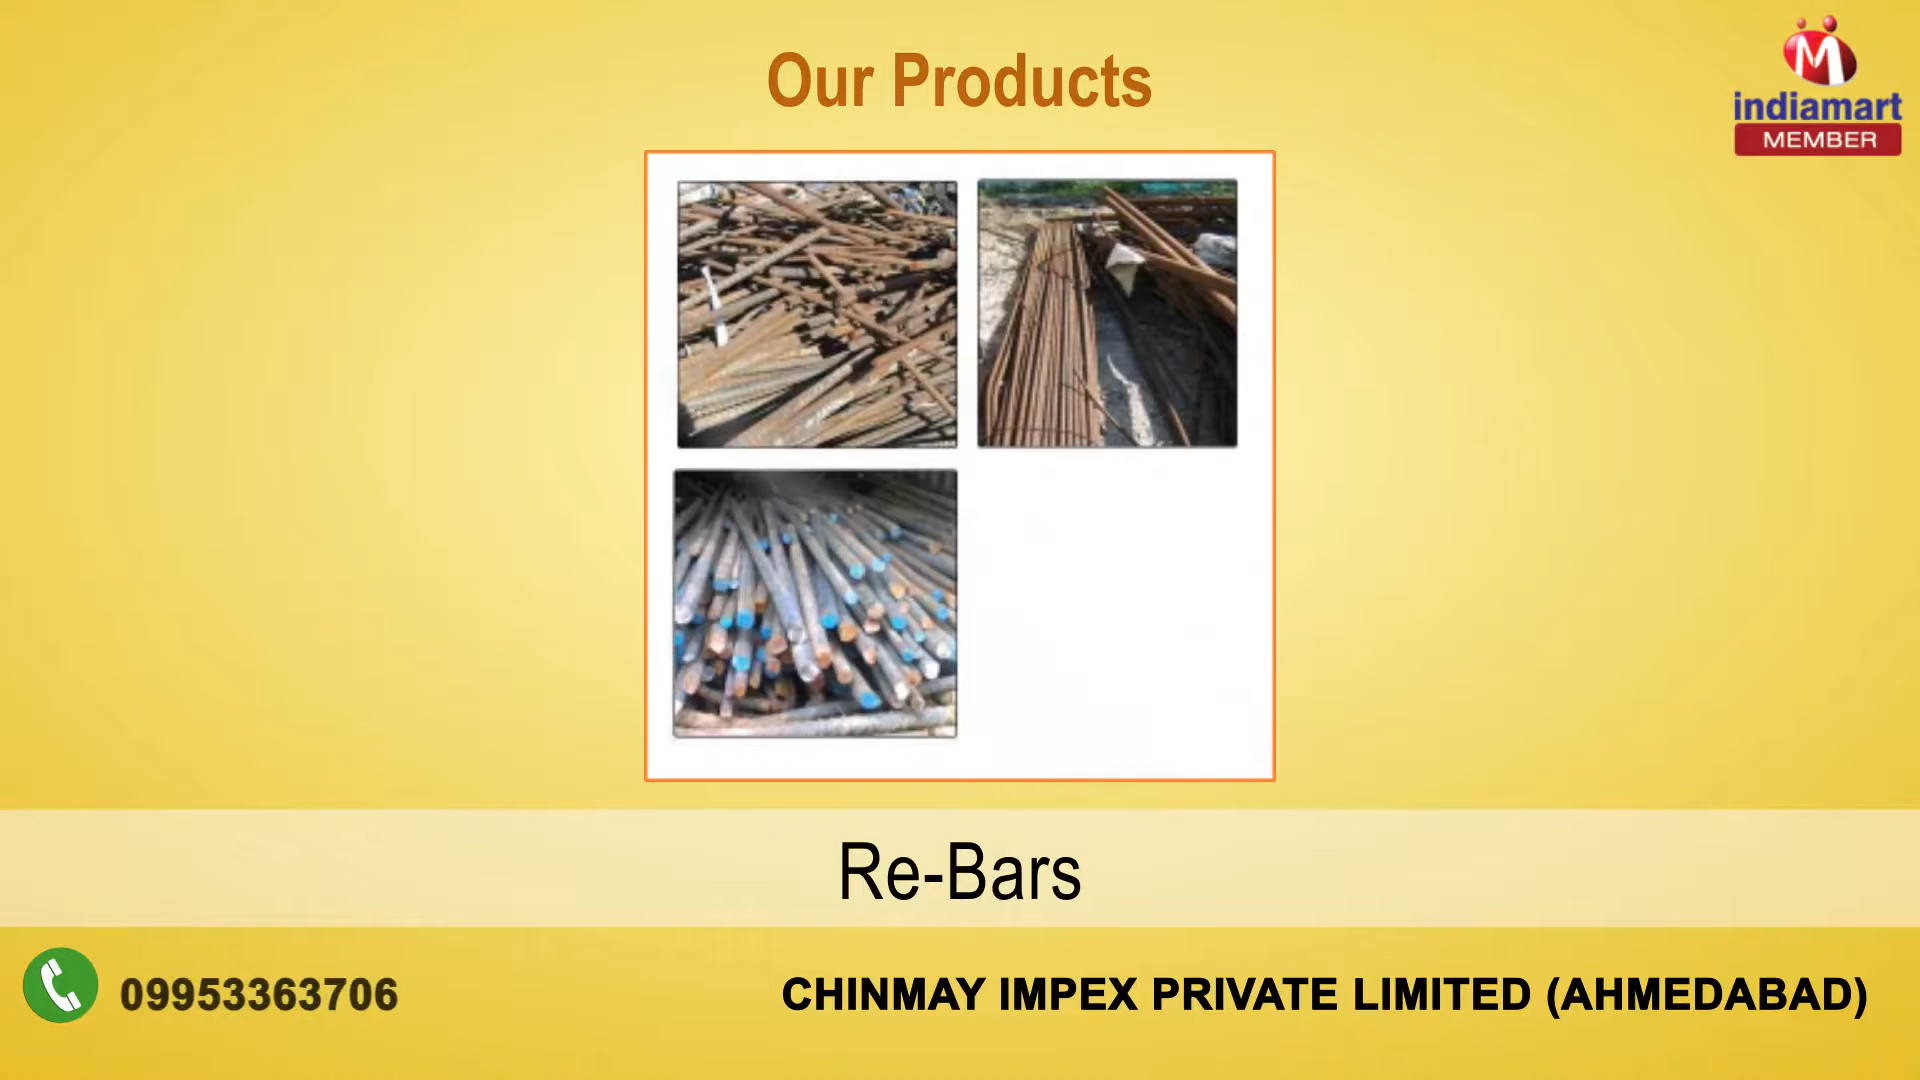 Our Products
indiamart
MEMBER
Re-Bars
09953363706
CHINMAY IMPEX PRIVATE LIMITED (AHMEDABAD)